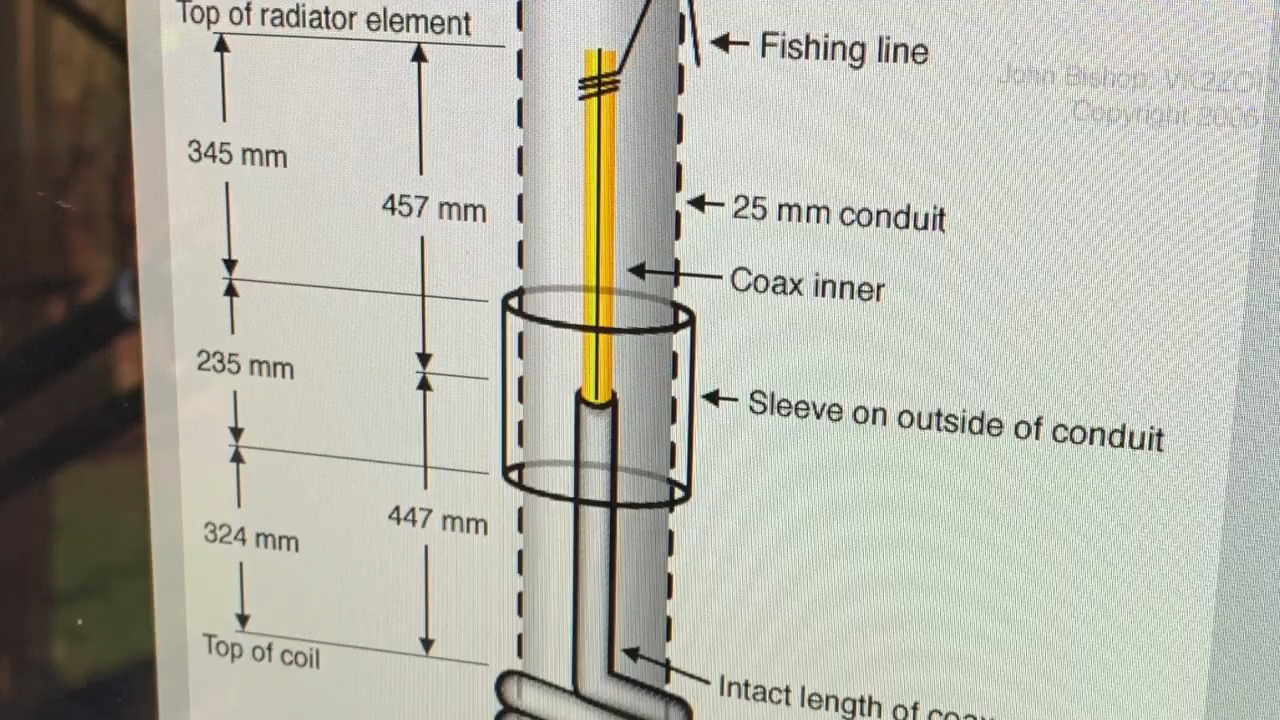 Top of radiator element
Fishing line
Copyright
345 mm
457 mm
25 mm conduit
Coax inner
235 mm
Sleeve on outside of conduit
447 mm
324 mm
Top of coil
Intact length of